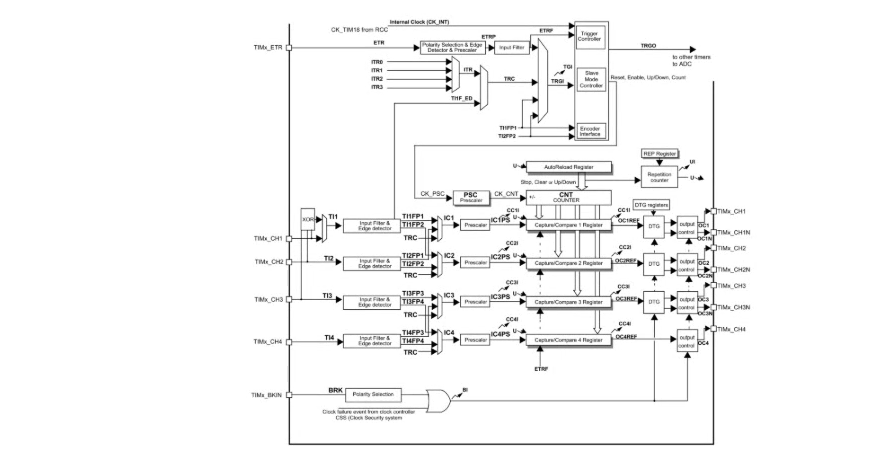 Internal Clock (CK_INT)
CK_TIM18 from RCC
TIMx_ETR
ETR
Polarity Selection & Edge
Detector & Prescaler
ETRP
Input Filter
ETRF
Trigger
Controller
TRGO
to other timers
to ADC
ITR0
ITR1
ITR2
ITR3
ITR
TRC
TI1F_ED
TGI
TRGI
Slave
Mode
Controller
Reset, Enable, Up/Down, Count
TI1FP1
TI2FP2
Encoder
Interface
REP Register
UI
U
AutoReload Register
Repetition
counter
U
Stop, Clear or Up/Down
CK_PSC
PSC
Prescaler
CK_CNT
+/-
CNT
COUNTER
DTG registers
XOR
TI1
Input Filter &
Edge detector
TI1FP1
TI1FP2
TRC
IC1
Prescaler
IC1PS
U
CC1I
Capture/Compare 1 Register
CC1I
OC1REF
DTG
output
control
OC1
OC1N
TIMx_CH1
TIMx_CH1N
TIMx_CH1
TIMx_CH2
TI2
Input Filter &
Edge detector
TI2FP1
TI2FP2
TRC
IC2
Prescaler
IC2PS
U
CC2I
Capture/Compare 2 Register
CC2I
OC2REF
DTG
output
control
OC2
OC2N
TIMx_CH2
TIMx_CH2N
TIMx_CH3
TI3
Input Filter &
Edge detector
TI3FP3
TI3FP4
TRC
IC3
Prescaler
IC3PS
U
CC3I
Capture/Compare 3 Register
CC3I
OC3REF
DTG
output
control
OC3
OC3N
TIMx_CH3
TIMx_CH3N
TIMx_CH4
TI4
Input Filter &
Edge detector
TI4FP3
TI4FP4
TRC
IC4
Prescaler
IC4PS
U
CC4I
Capture/Compare 4 Register
CC4I
OC4REF
output
control
OC4
TIMx_CH4
ETRF
TIMx_BKIN
BRK
Polarity Selection
BI
Clock failure event from clock controller
CSS (Clock Security system